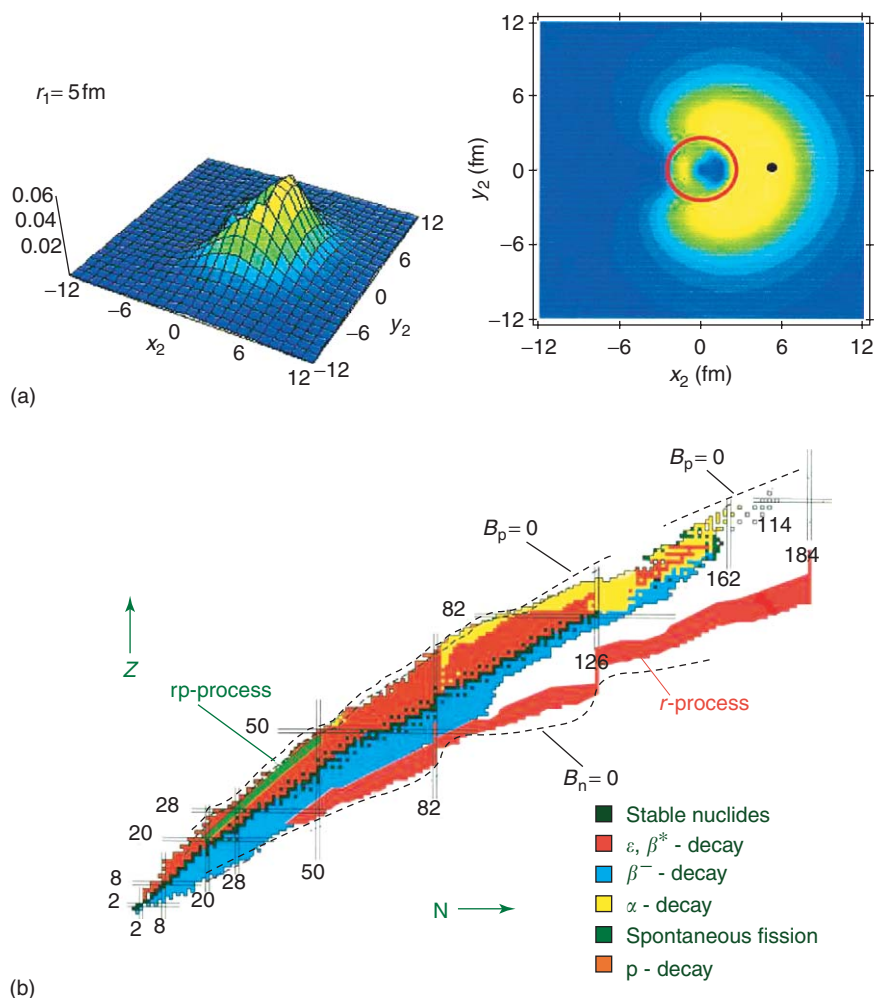 r₁= 5 fm
0.06
0.04
0.02
−12
−6
0
6
12
x₂
−12
−6
0
6
12
y₂
12
6
0
−6
−12
y₂ (fm)
−12
−6
0
6
12
x₂ (fm)
(a)
Bₚ= 0
Bₚ= 0
114
184
162
82
Z
126
rp-process
r-process
50
Bₙ= 0
82
28
20
50
8
28
2
20
8
2
N
Stable nuclides
ε, β* - decay
β⁻ - decay
α - decay
Spontaneous fission
p - decay
(b)